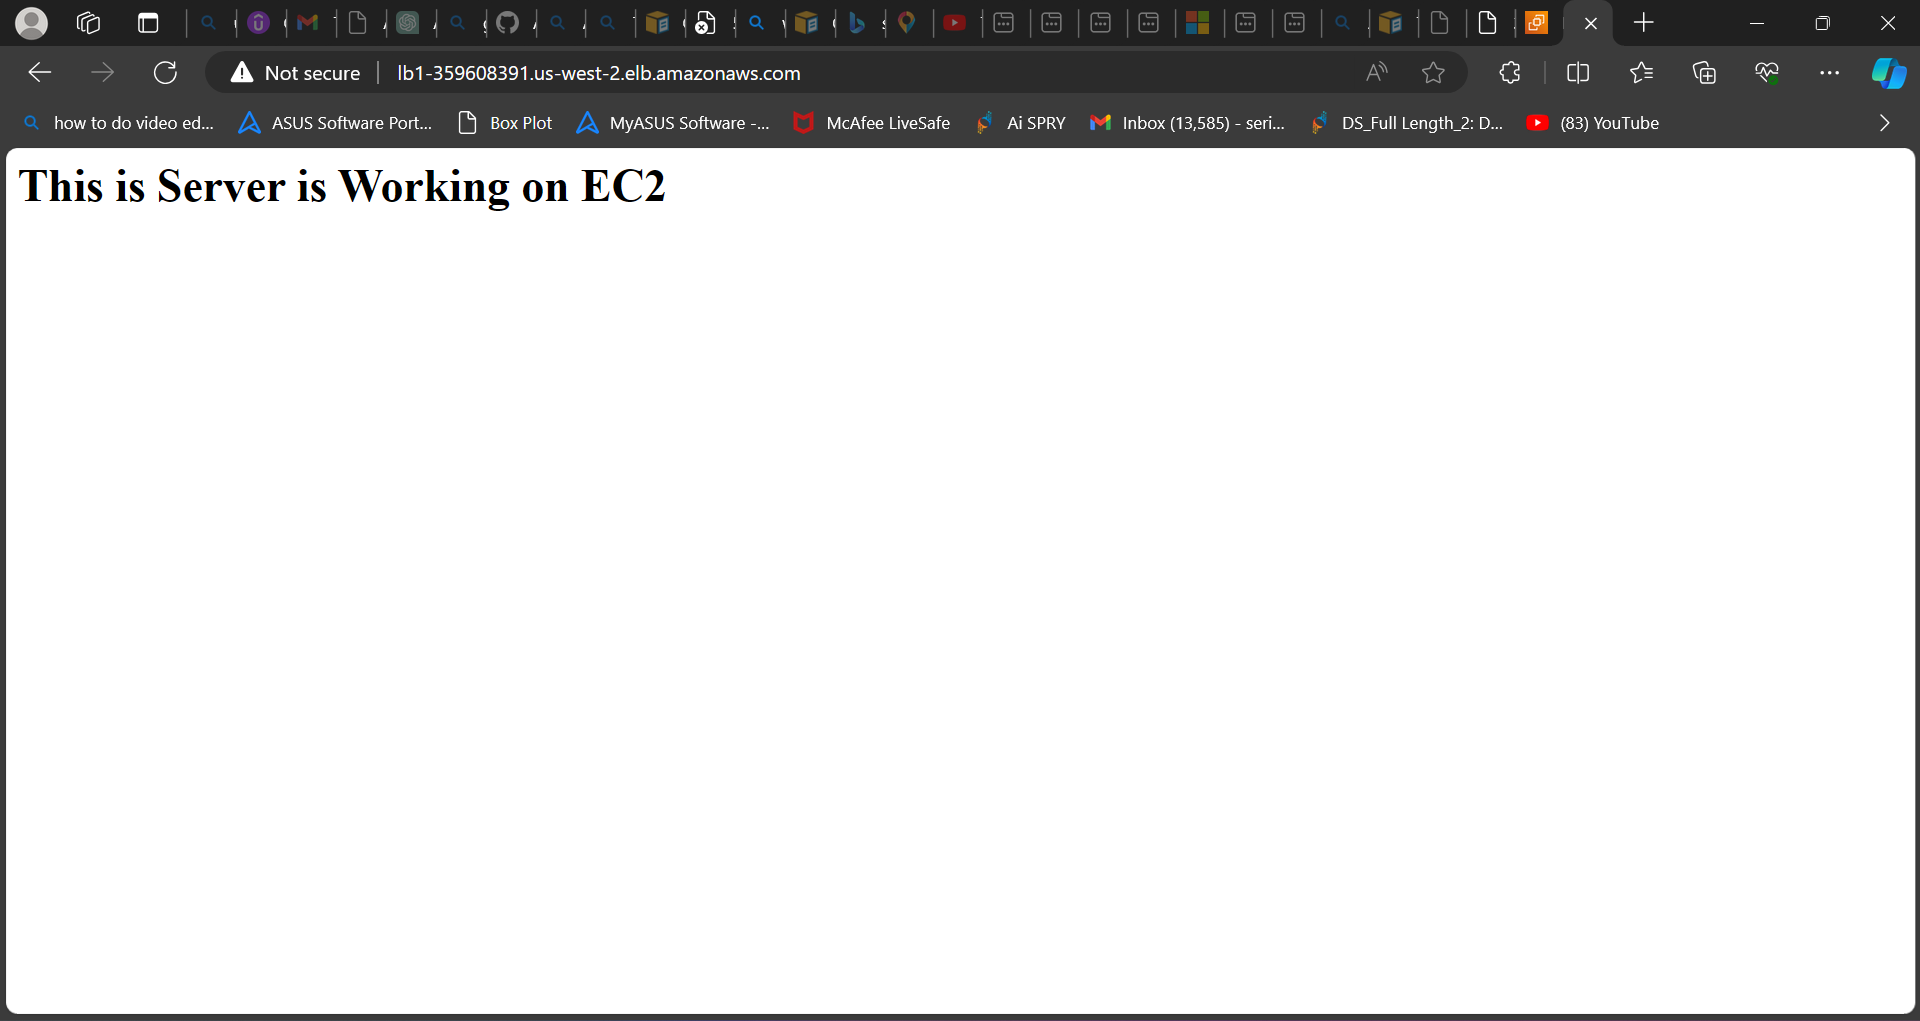 Not secure
lb1-359608391.us-west-2.elb.amazonaws.com
how to do video ed...
ASUS Software Port...
Box Plot
MyASUS Software -...
McAfee LiveSafe
Ai SPRY
Inbox (13,585) - seri...
DS_Full Length_2: D...
(83) YouTube
This is Server is Working on EC2